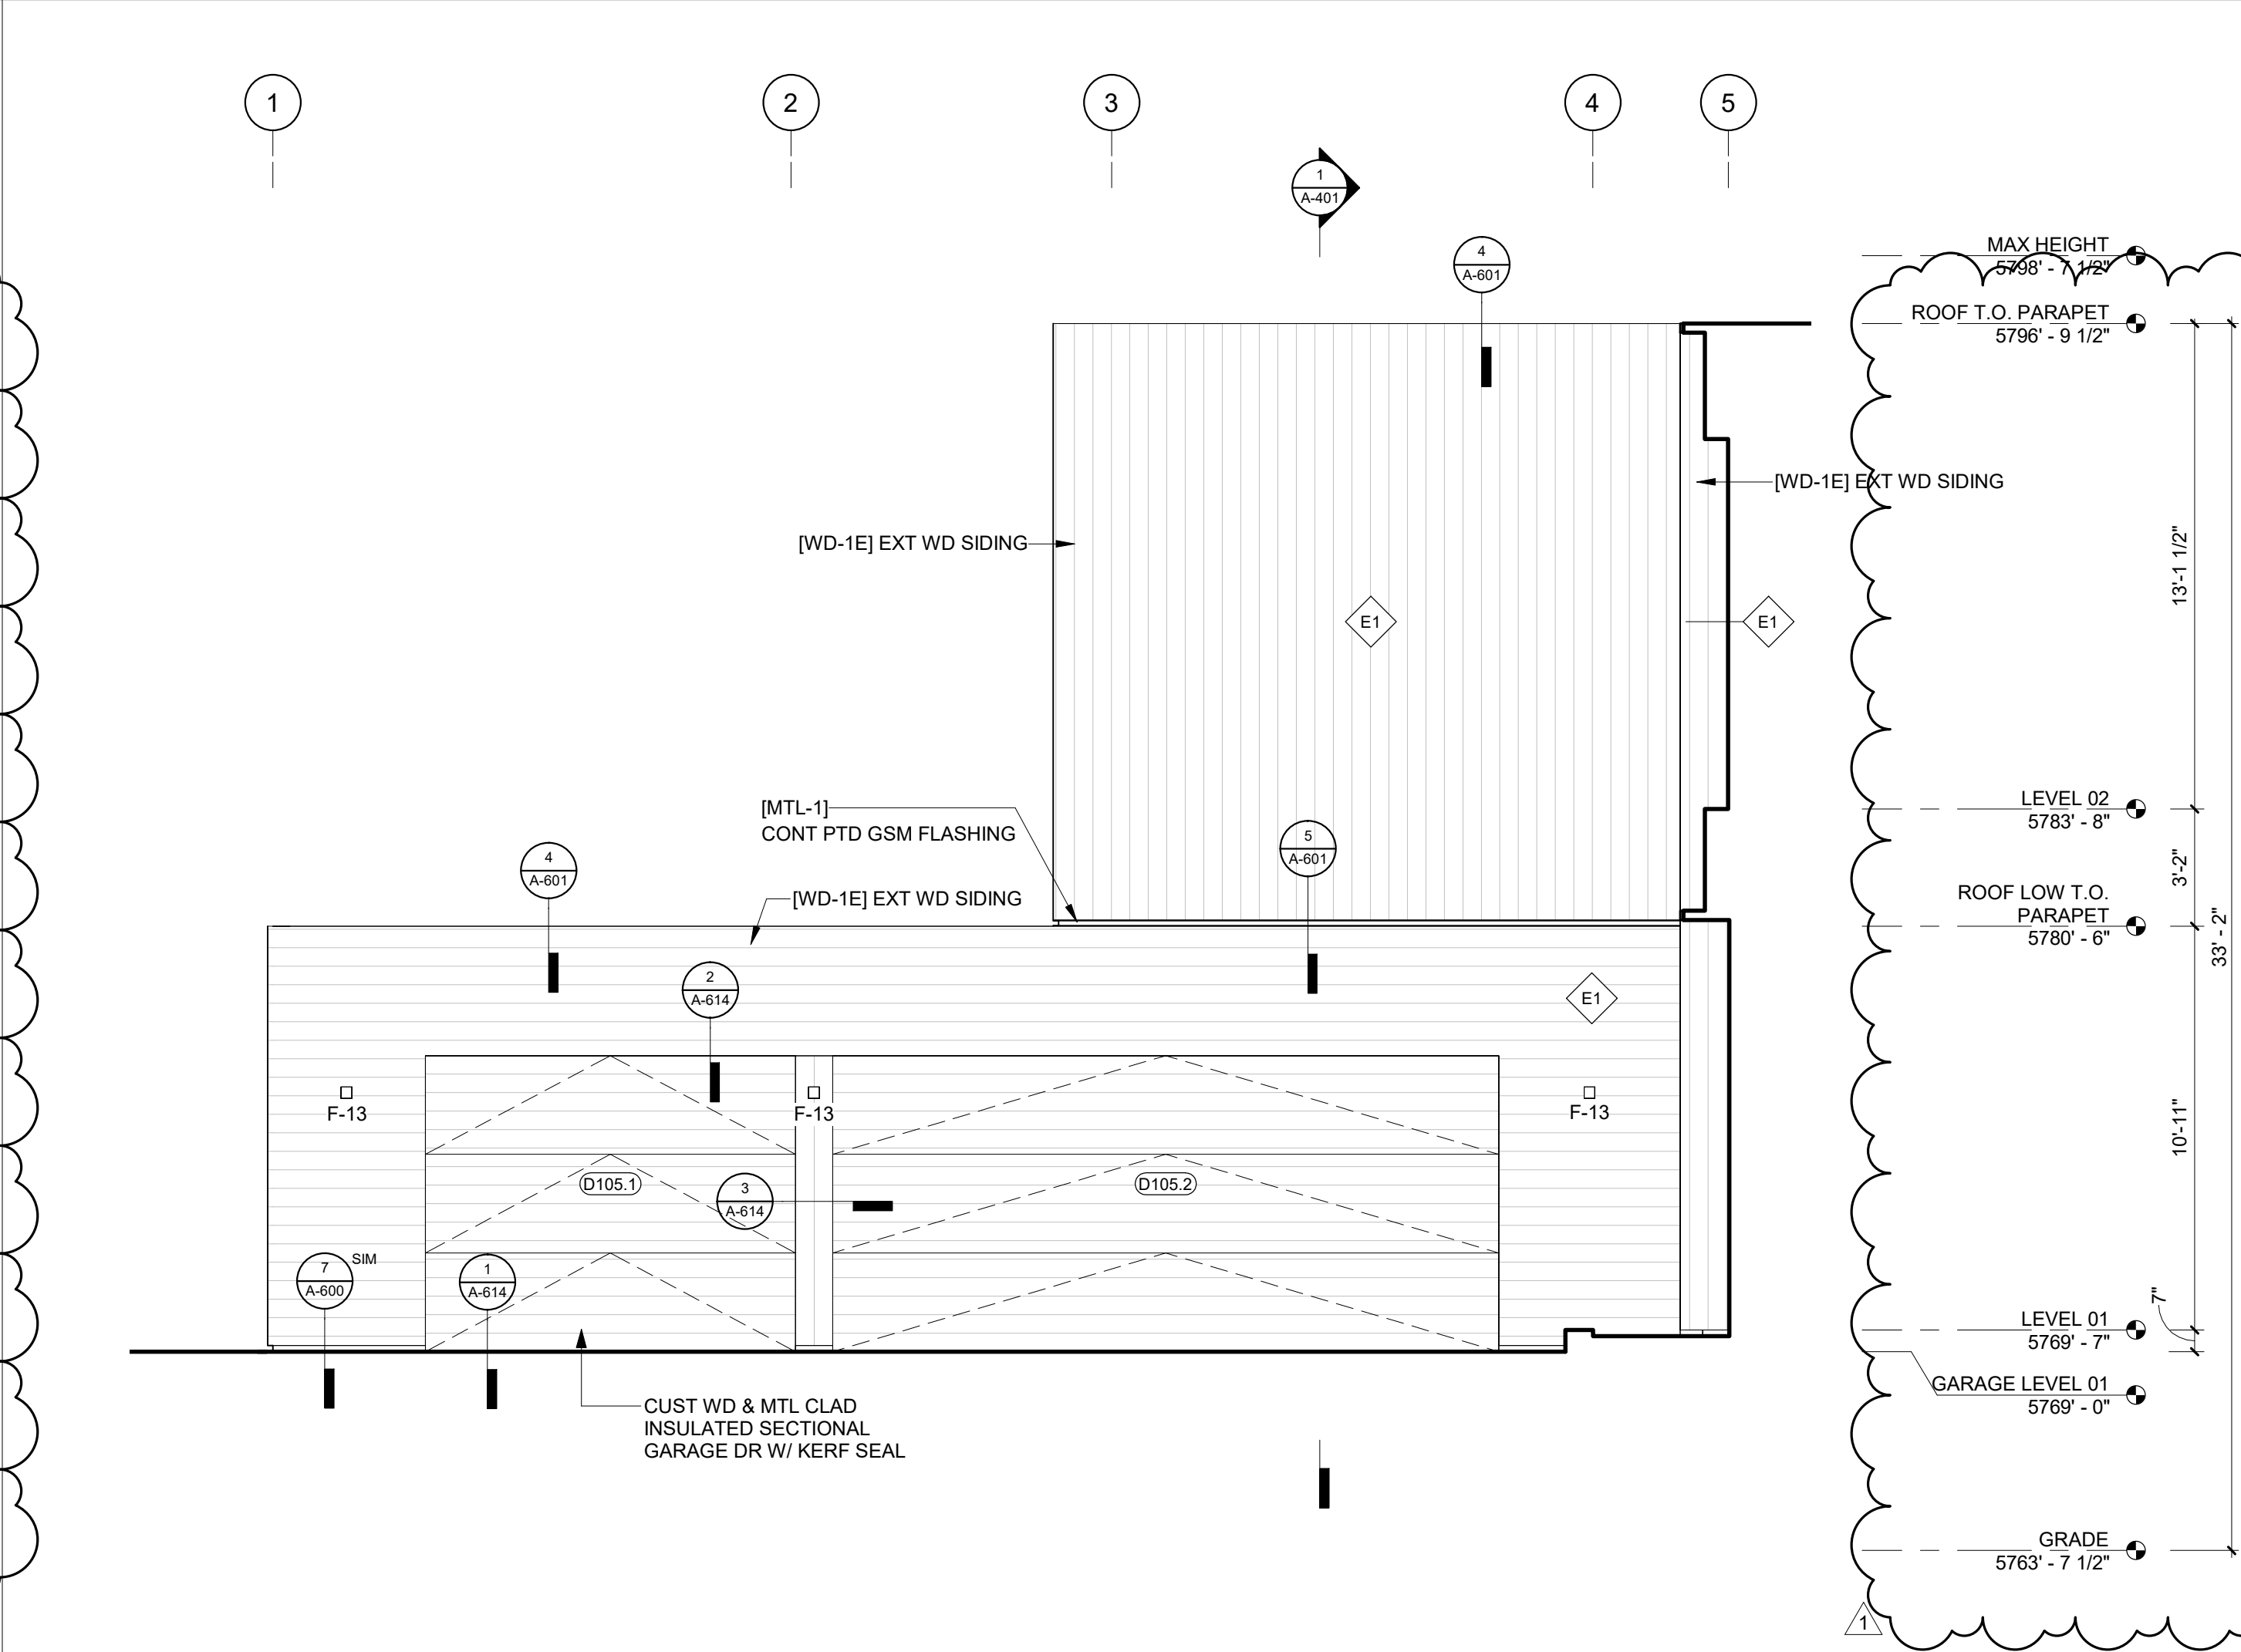 1
2
3
4
5
1
A-401
4
A-601
MAX HEIGHT
5798' - 7 1/2"
ROOF T.O. PARAPET
5796' - 9 1/2"
[WD-1E] EXT WD SIDING
[WD-1E] EXT WD SIDING
13'-1 1/2"
E1
E1
[MTL-1]
CONT PTD GSM FLASHING
5
A-601
LEVEL 02
5783' - 8"
4
A-601
[WD-1E] EXT WD SIDING
3'-2"
ROOF LOW T.O.
PARAPET
5780' - 6"
33' - 2"
2
A-614
E1
F-13
F-13
F-13
10'-11"
D105.1
3
A-614
D105.2
7
A-600
SIM
1
A-614
7"
LEVEL 01
5769' - 7"
GARAGE LEVEL 01
5769' - 0"
CUST WD & MTL CLAD
INSULATED SECTIONAL
GARAGE DR W/ KERF SEAL
GRADE
5763' - 7 1/2"
1